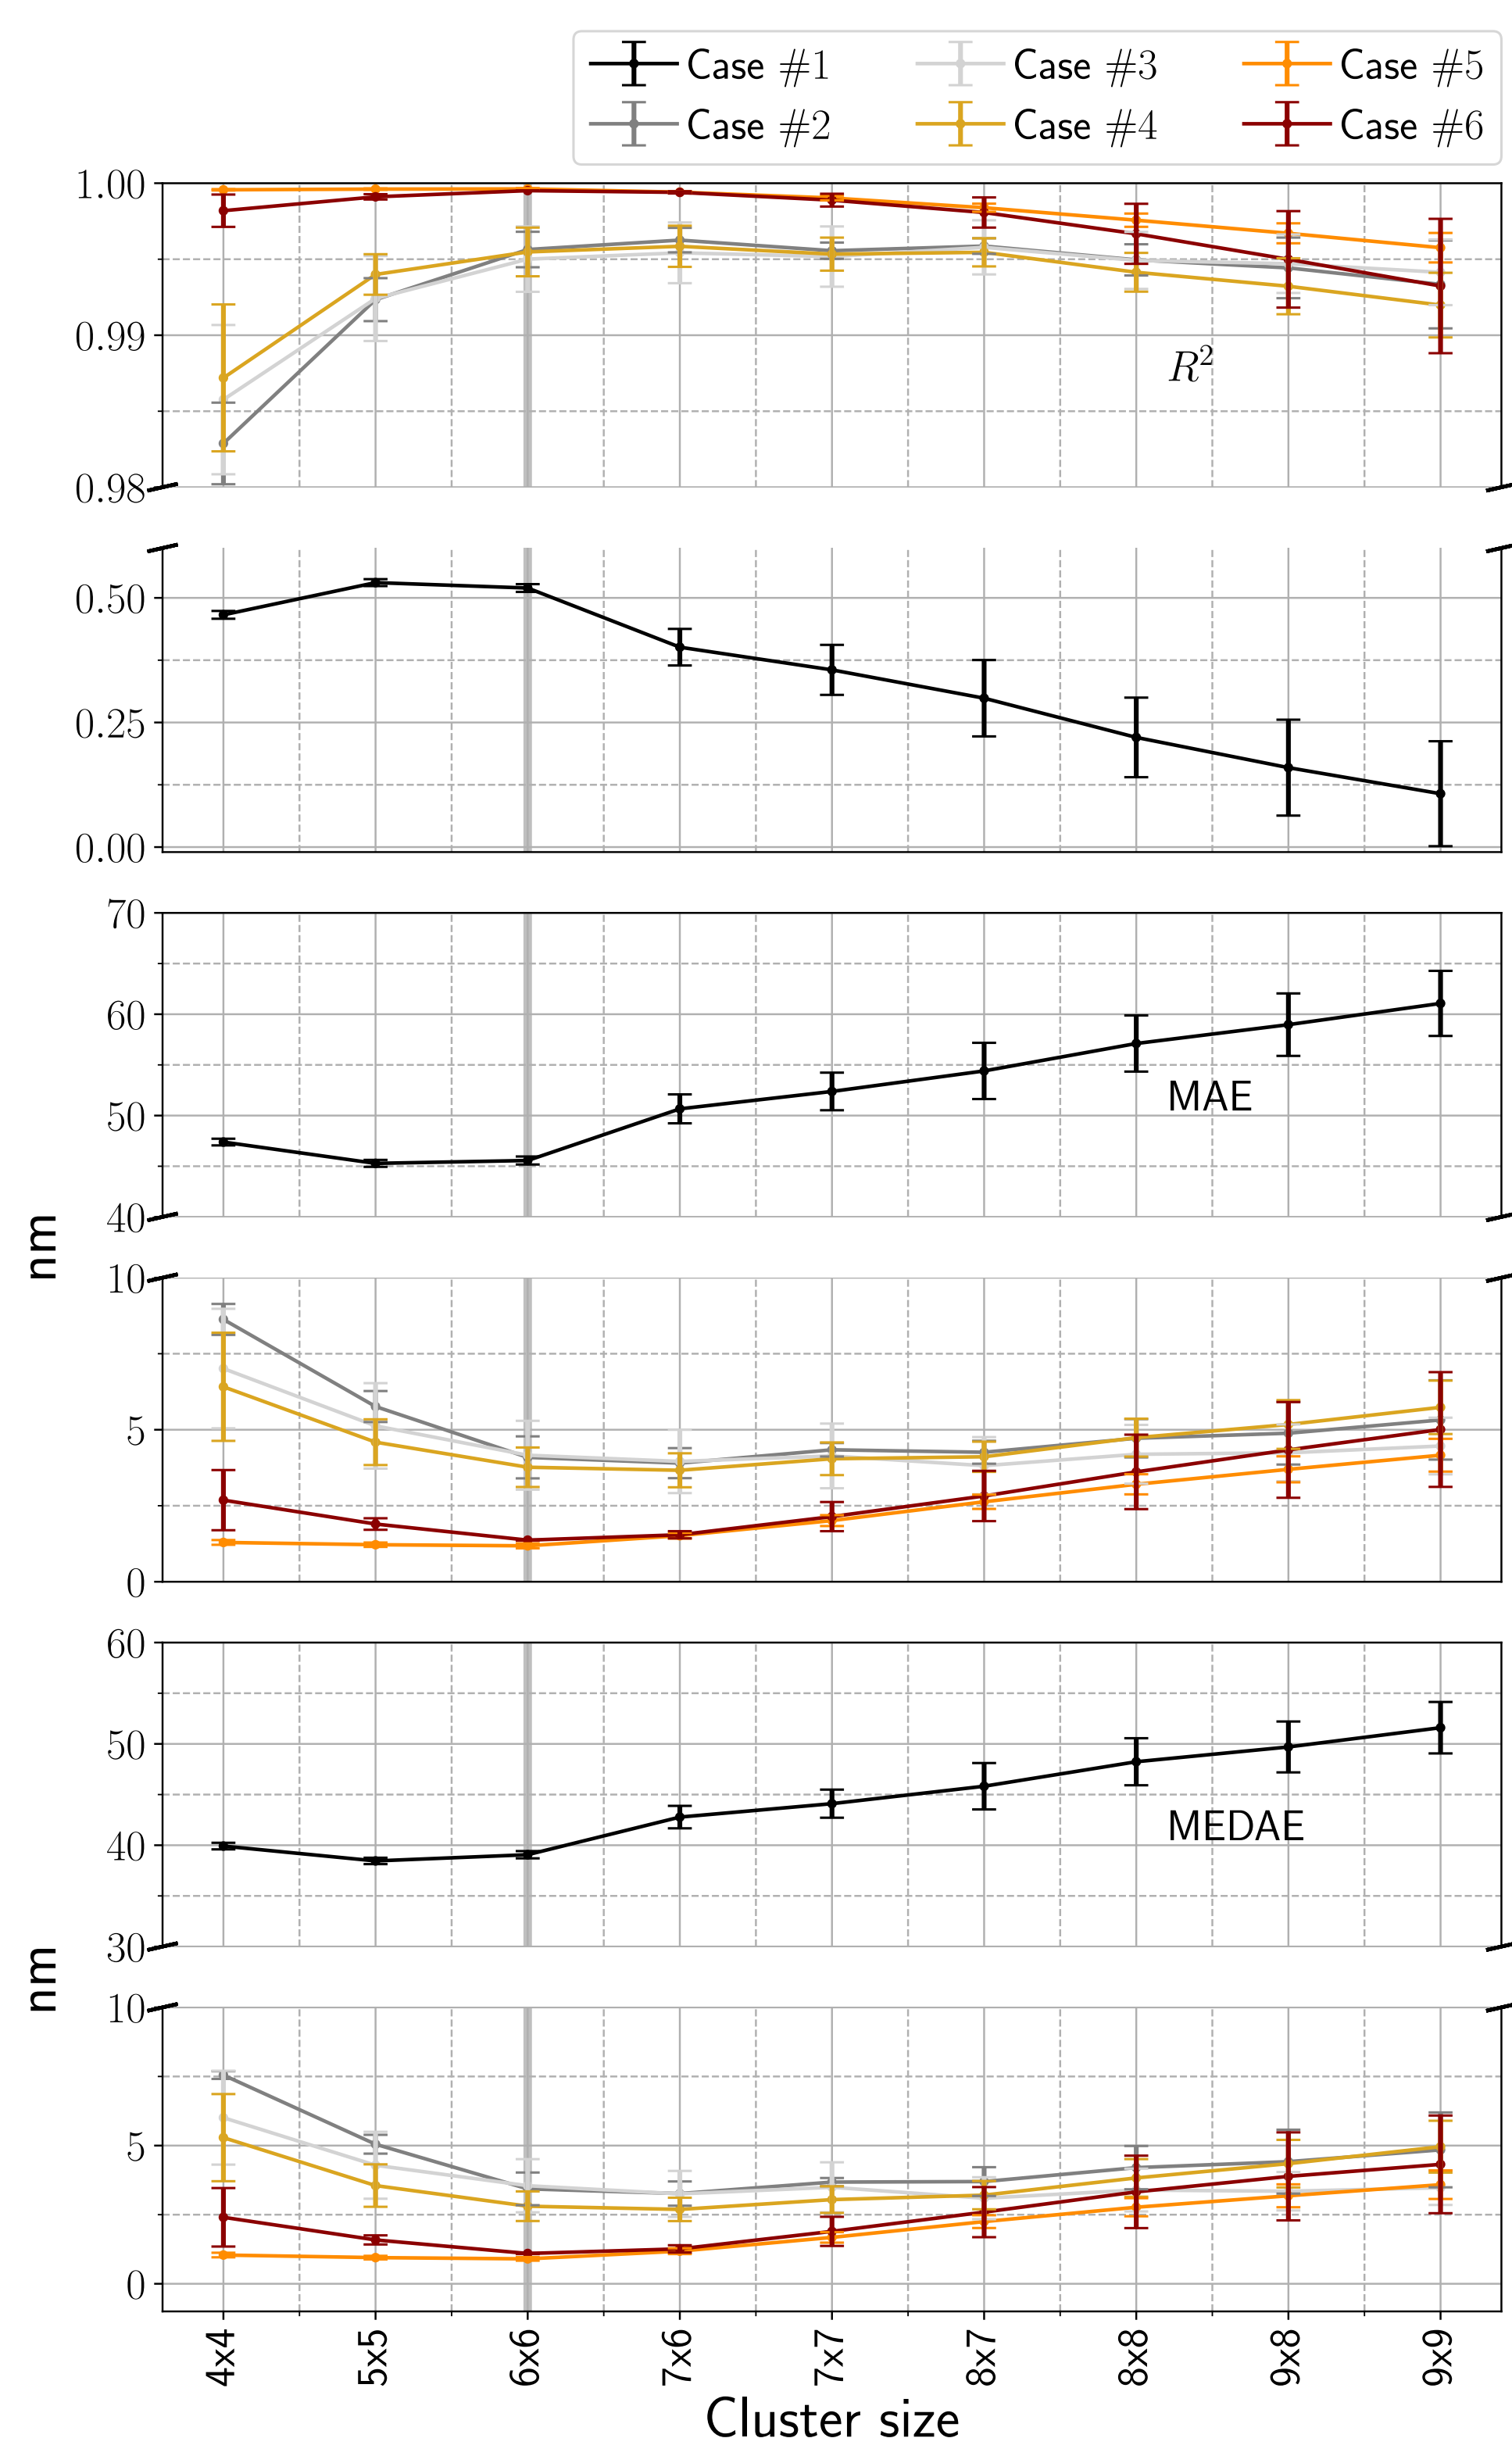 Case #1 Case #3 Case #5
Case #2 Case #4 Case #6
1.00
0.99
R²
0.98
0.50
0.25
0.00
70
60
50
MAE
40
nm
10
5
0
60
50
40
MEDAE
30
nm
10
5
0
4x4 5x5 6x6 7x6 7x7 8x7 8x8 9x8 9x9
Cluster size